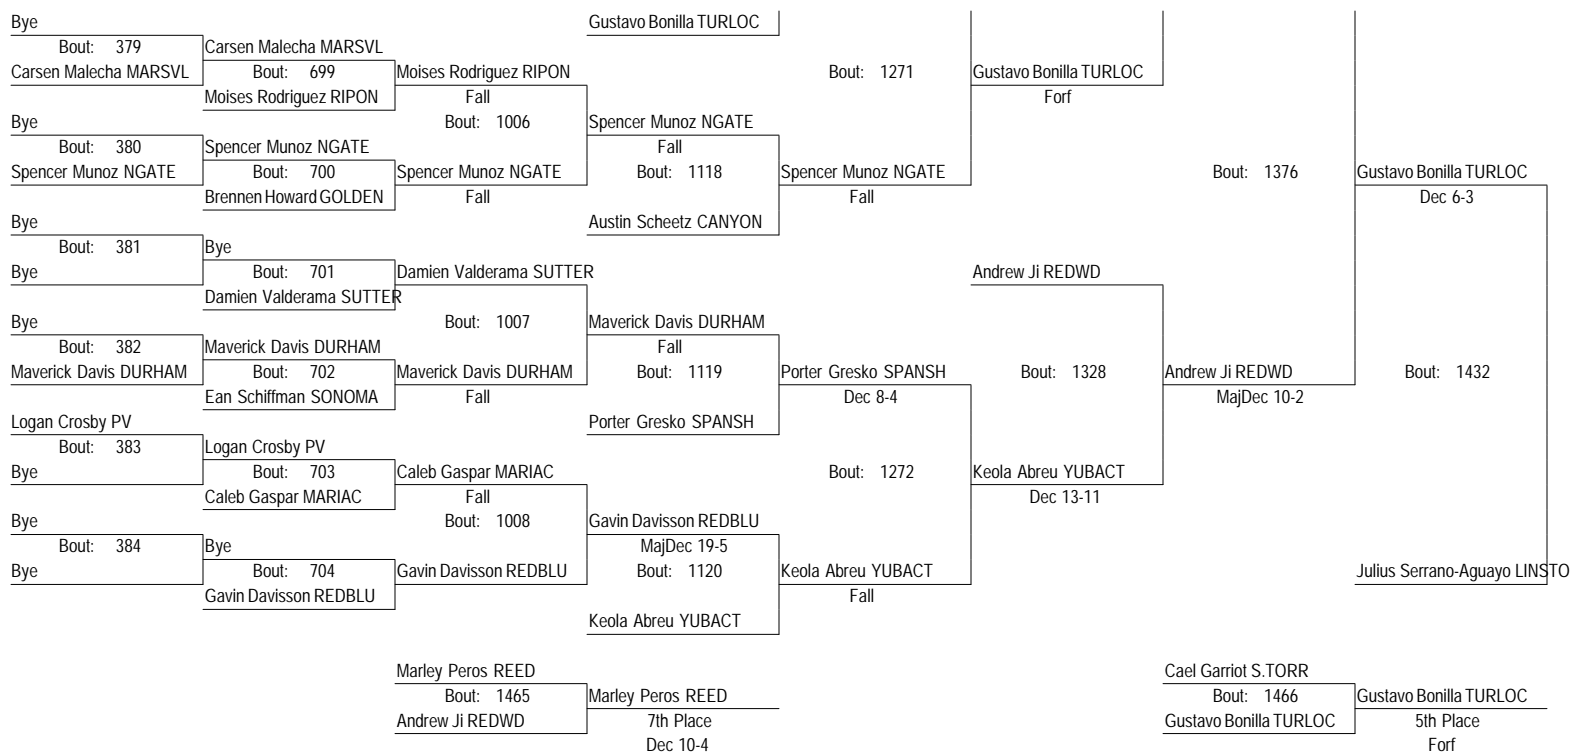 Bye Gustavo Bonilla TURLOC
Bout: 379 Carsen Malecha MARSVL
Carsen Malecha MARSVL Bout: 699 Moises Rodriguez RIPON Bout: 1271 Gustavo Bonilla TURLOC
Moises Rodriguez RIPON Fall Forf
Bye Bout: 1006 Spencer Munoz NGATE
Bout: 380 Spencer Munoz NGATE Fall
Spencer Munoz NGATE Bout: 700 Spencer Munoz NGATE Bout: 1118 Spencer Munoz NGATE Bout: 1376 Gustavo Bonilla TURLOC
Brennen Howard GOLDEN Fall Fall Dec 6-3
Bye Austin Scheetz CANYON
Bout: 381 Bye
Bye Bout: 701 Damien Valderama SUTTER Andrew Ji REDWD
Damien Valderama SUTTER
Bye Bout: 1007 Maverick Davis DURHAM
Bout: 382 Maverick Davis DURHAM Fall
Maverick Davis DURHAM Bout: 702 Maverick Davis DURHAM Bout: 1119 Porter Gresko SPANSH Bout: 1328 Andrew Ji REDWD Bout: 1432
Ean Schiffman SONOMA Fall Dec 8-4 MajDec 10-2
Logan Crosby PV Porter Gresko SPANSH
Bout: 383 Logan Crosby PV
Bye Bout: 703 Caleb Gaspar MARIAC Bout: 1272 Keola Abreu YUBACT
Caleb Gaspar MARIAC Fall Dec 13-11
Bye Bout: 1008 Gavin Davisson REDBLU
Bout: 384 Bye MajDec 19-5
Bye Bout: 704 Gavin Davisson REDBLU Bout: 1120 Keola Abreu YUBACT Julius Serrano-Aguayo LINSTO
Gavin Davisson REDBLU Fall
Keola Abreu YUBACT
Marley Peros REED Cael Garriot S.TORR
Bout: 1465 Marley Peros REED Bout: 1466 Gustavo Bonilla TURLOC
Andrew Ji REDWD 7th Place Gustavo Bonilla TURLOC 5th Place
Dec 10-4 Forf